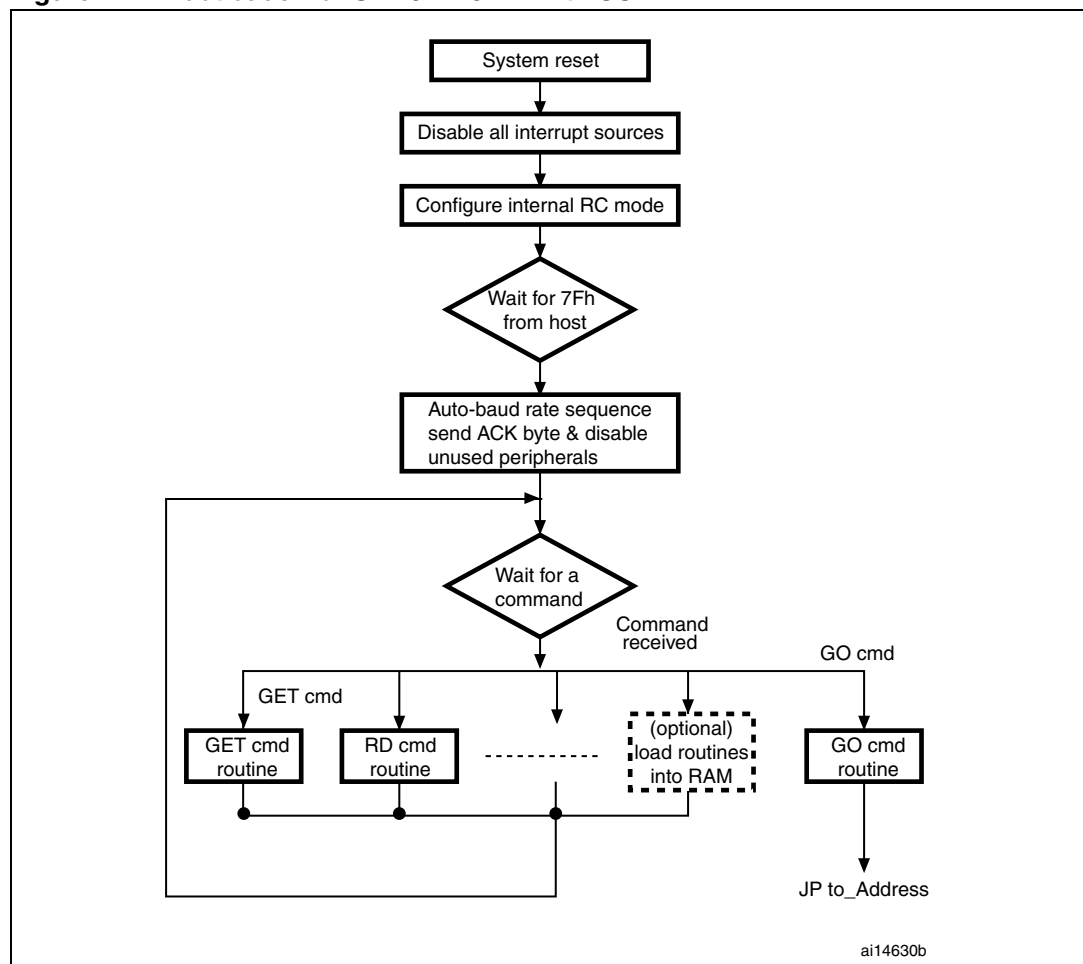 System reset
Disable all interrupt sources
Configure internal RC mode
Wait for 7Fh
from host
Auto-baud rate sequence
send ACK byte & disable
unused peripherals
Wait for a
command
Command
received
GO cmd
GET cmd
GET cmd
routine
RD cmd
routine
(optional)
load routines
into RAM
GO cmd
routine
JP to_Address
ai14630b